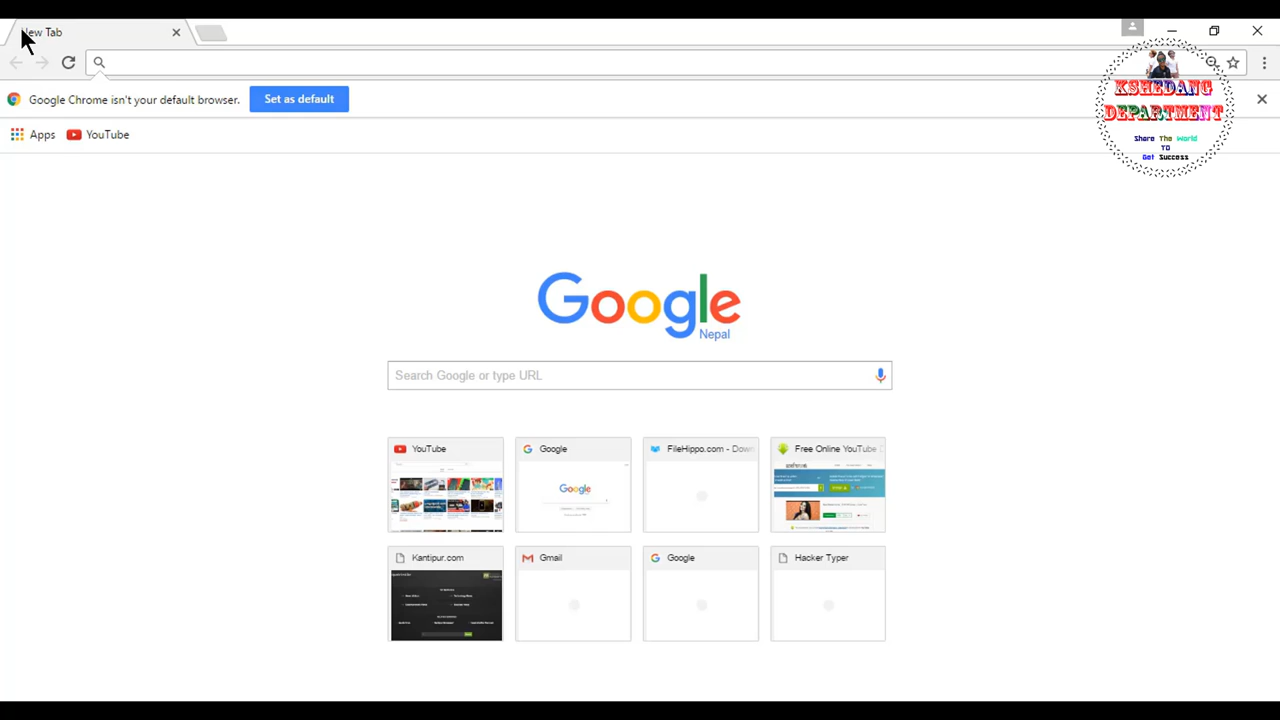 New Tab
Google Chrome isn't your default browser. Set as default
Apps YouTube
KSHEDANG
DEPARTMENT
Share The World
TO
Get Success
Google
Nepal
Search Google or type URL
YouTube
Google
FileHippo.com - Down
Free Online YouTube
Kantipur.com
Gmail
Google
Hacker Typer